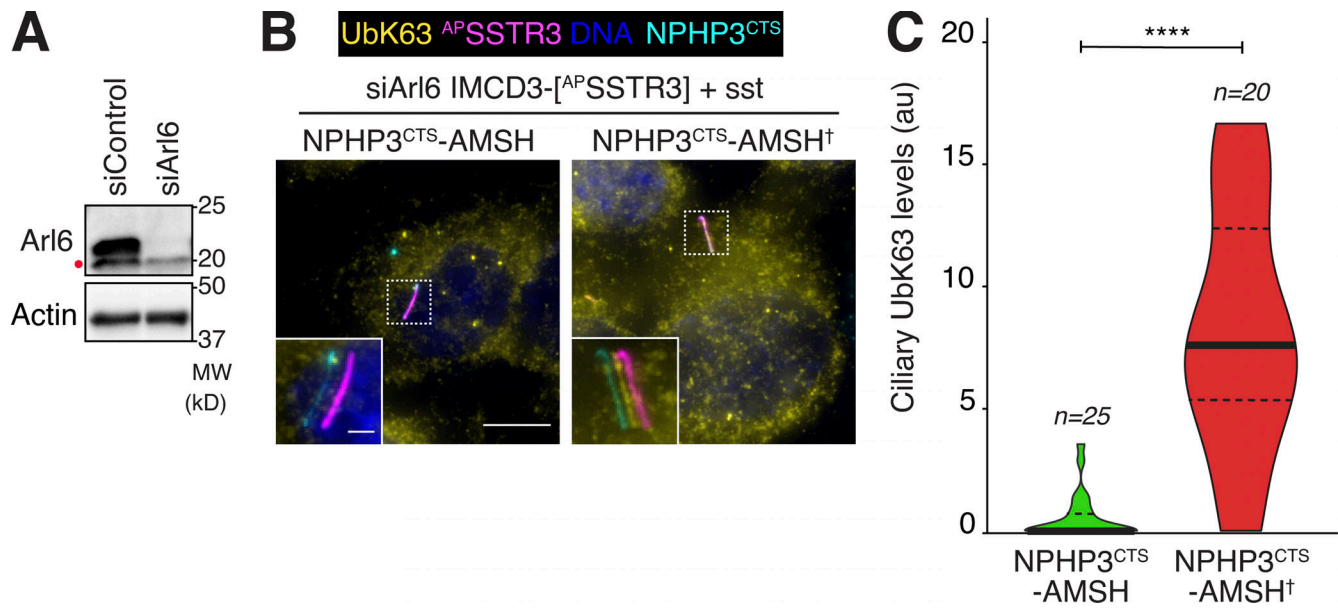 A
siControl
siArl6
25
Arl6
20
50
Actin
37
MW
(kD)
B
UbK63 APSSTR3 DNA NPHP3CTS
siArl6 IMCD3-[APSSTR3] + sst
NPHP3CTS-AMSH
NPHP3CTS-AMSH†
C
Ciliary UbK63 levels (au)
20
15
10
5
0
****
n=20
n=25
NPHP3CTS
-AMSH
NPHP3CTS
-AMSH†